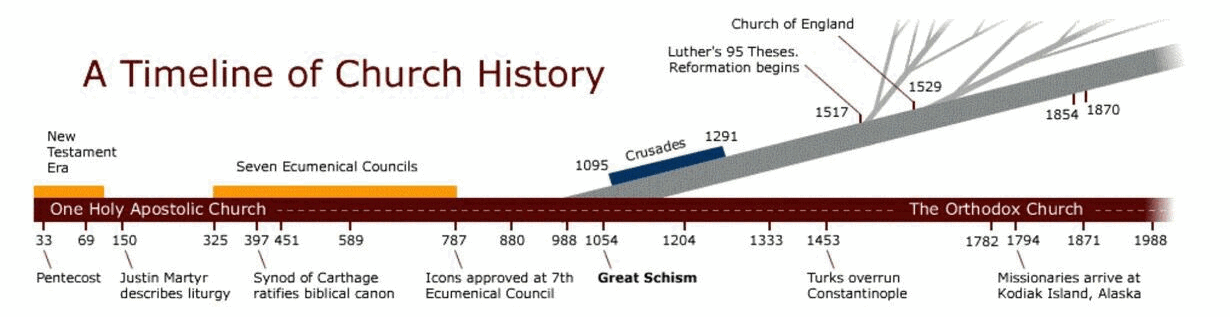 A Timeline of Church History
Church of England
Luther's 95 Theses.
Reformation begins
1529
1517
1854
1870
New
Testament
Era
Seven Ecumenical Councils
1095
Crusades
1291
One Holy Apostolic Church
The Orthodox Church
33
69
150
325
397
451
589
787
880
988
1054
1204
1333
1453
1782
1794
1871
1988
Pentecost
Justin Martyr
describes liturgy
Synod of Carthage
ratifies biblical canon
Icons approved at 7th
Ecumenical Council
Great Schism
Turks overrun
Constantinople
Missionaries arrive at
Kodiak Island, Alaska